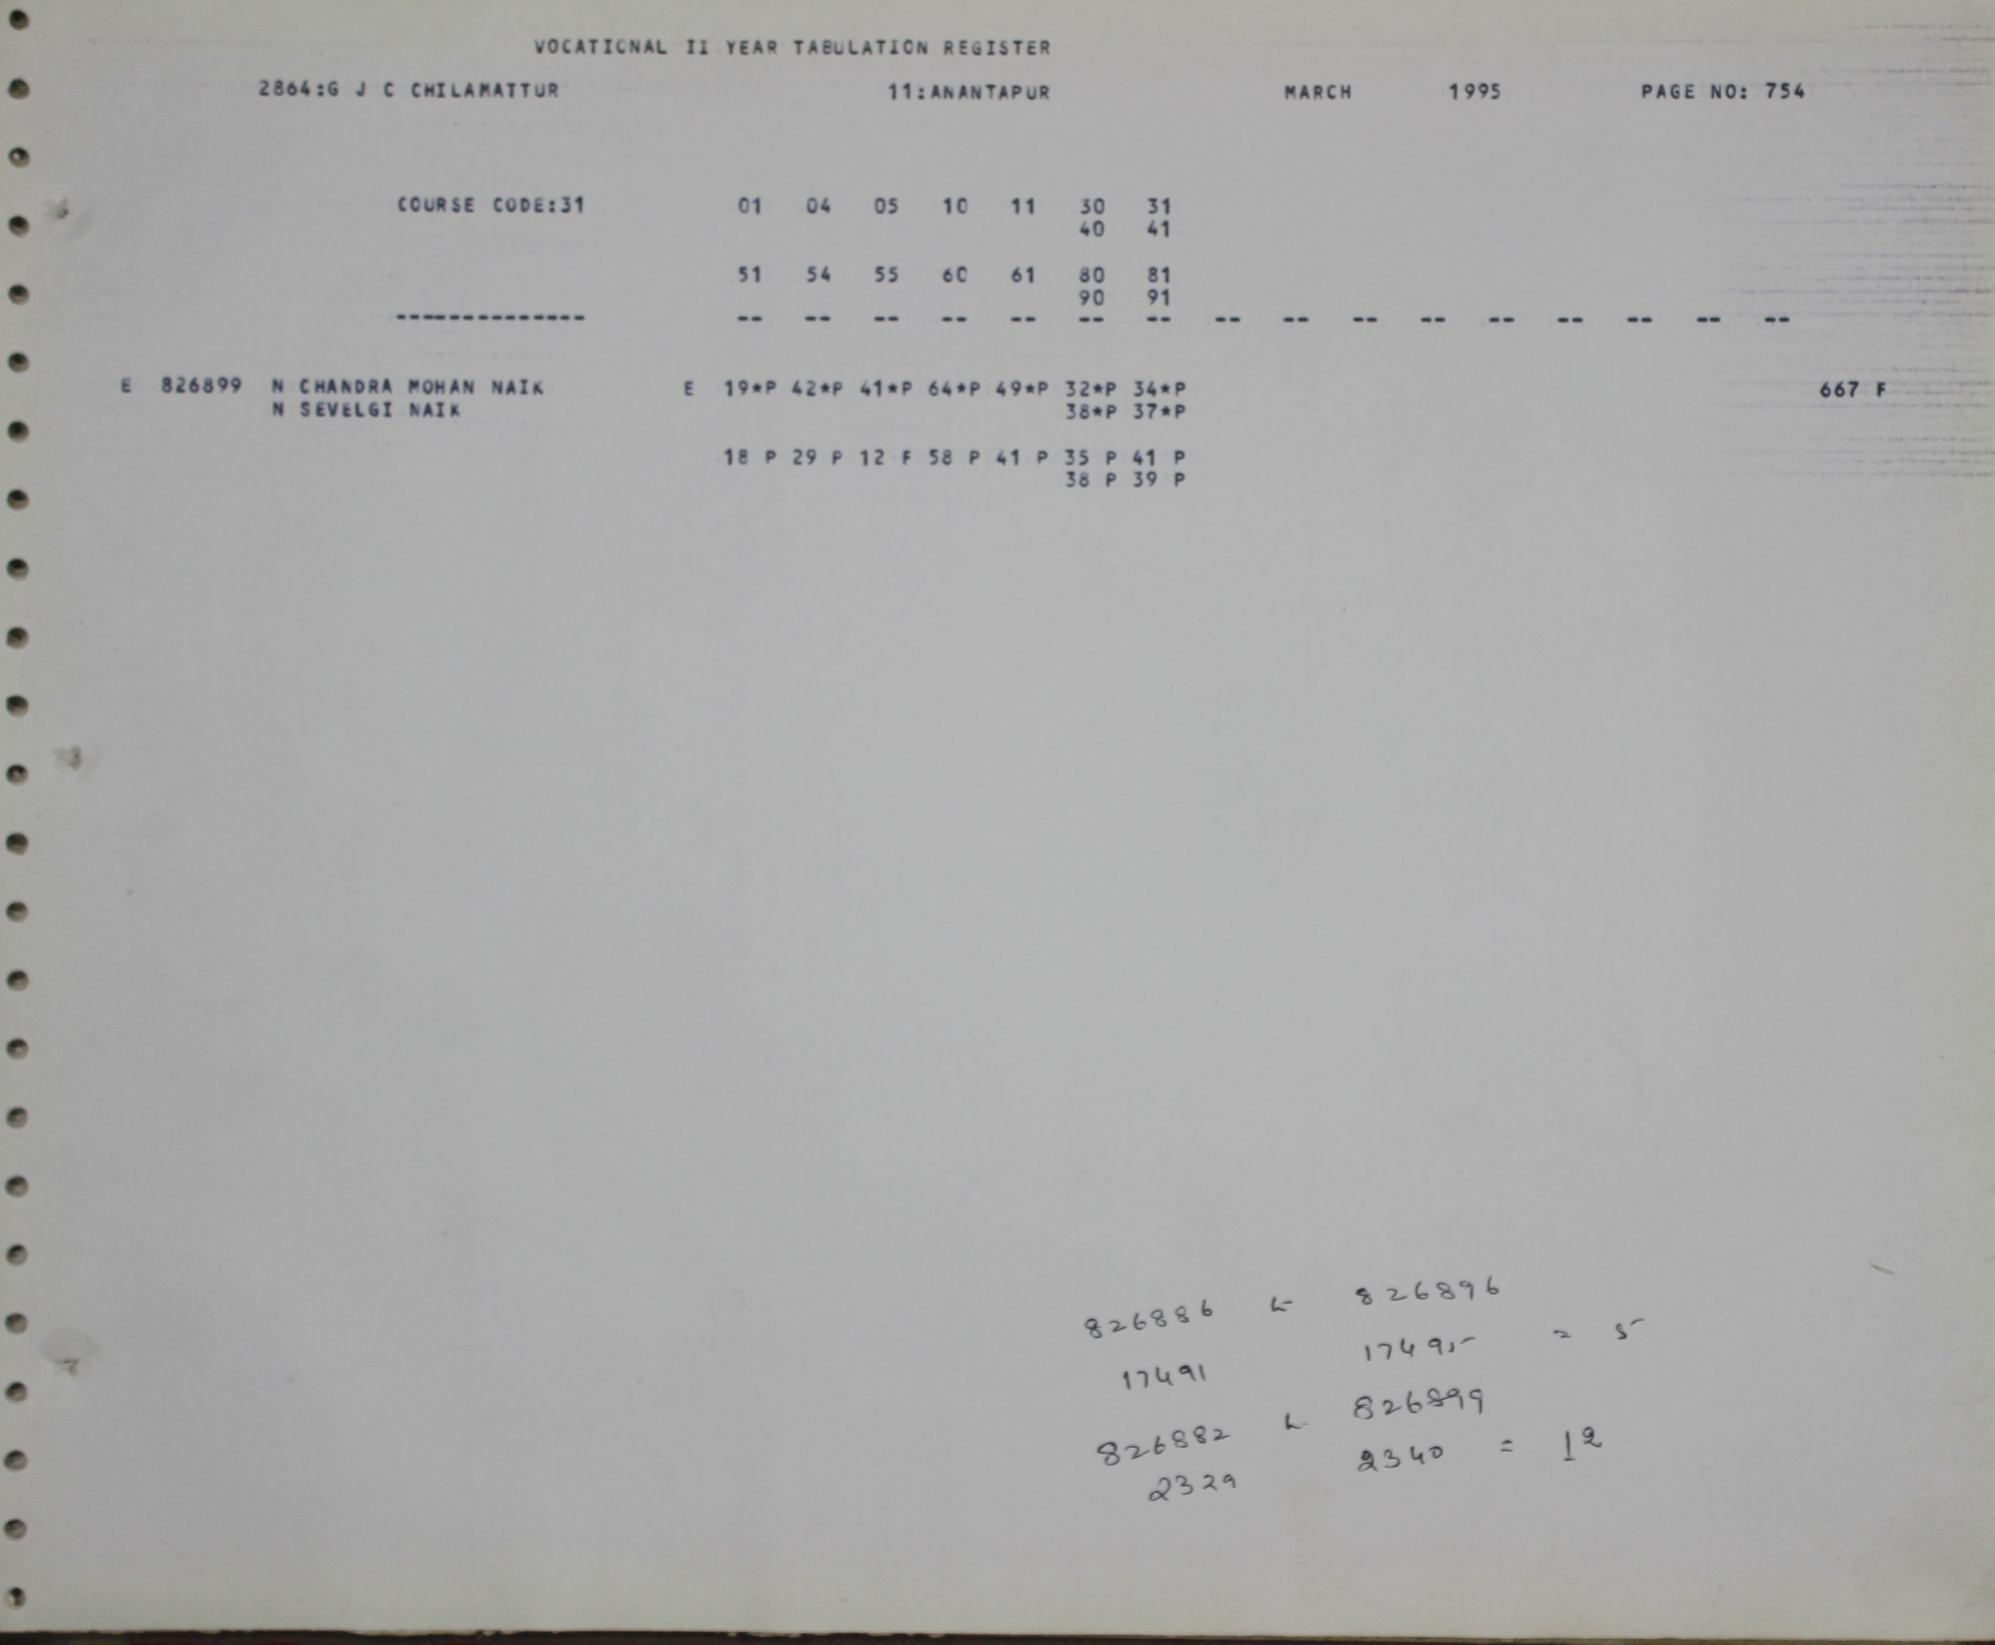 VOCATIONAL II YEAR TABULATION REGISTER
2864:G J C CHILAMATTUR 11:ANANTAPUR MARCH 1995 PAGE NO: 754
COURSE CODE:31 01 04 05 10 11 30 31
40 41
51 54 55 60 61 80 81
90 91
-------------- -- -- -- -- -- -- -- -- -- -- -- -- -- -- -- --
E 826899 N CHANDRA MOHAN NAIK E 19*P 42*P 41*P 64*P 49*P 32*P 34*P 667 F
N SEVELGI NAIK 38*P 37*P
18 P 29 P 12 F 58 P 41 P 35 P 41 P
38 P 39 P
826886 826896
17491 17495 = 5
826882 826899
2329 2340 = 12